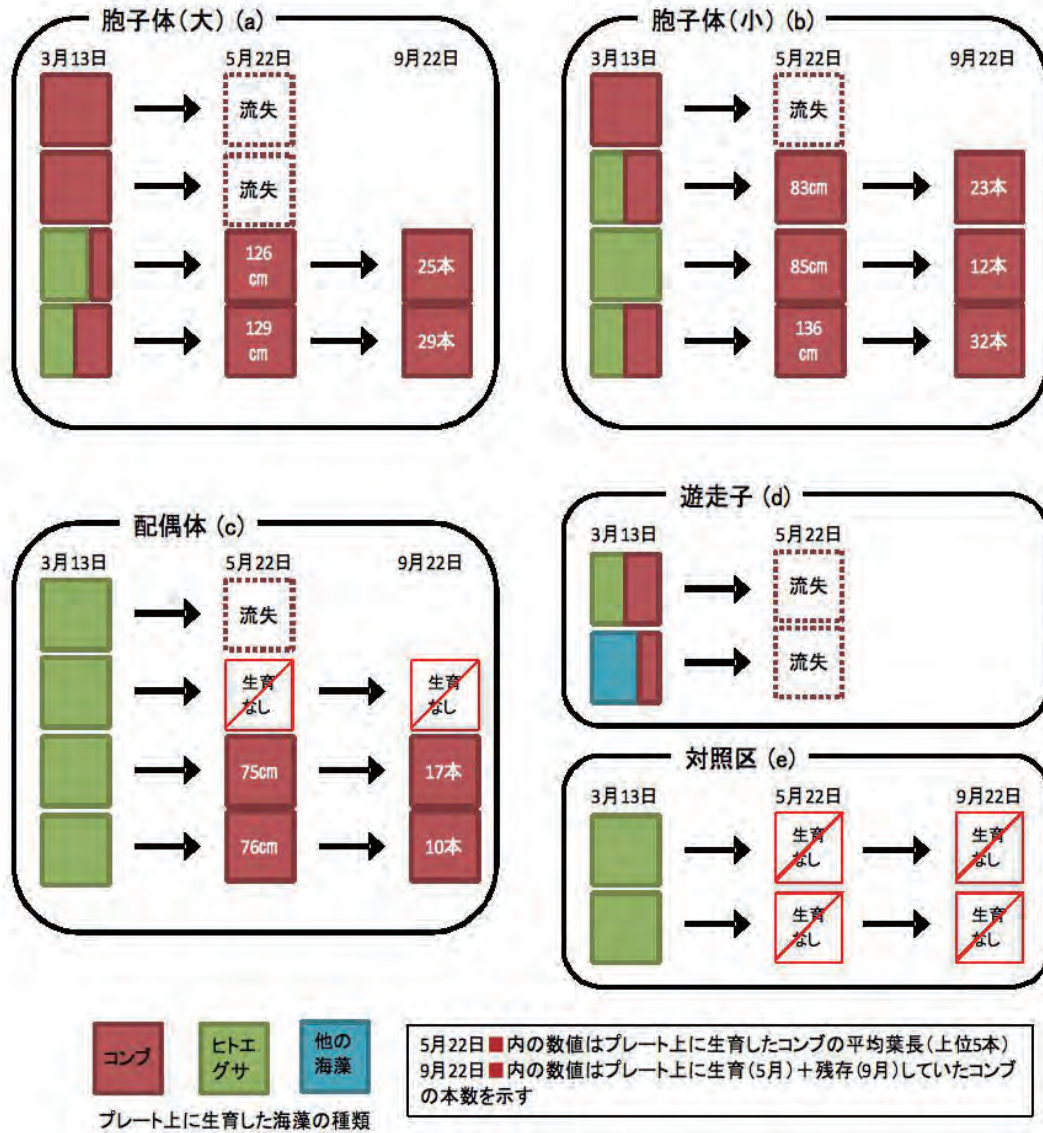 胞子体(大) (a)
3月13日 5月22日 9月22日
流失
流失
126
cm
25本
129
cm
29本
胞子体(小) (b)
3月13日 5月22日 9月22日
流失
83cm 23本
85cm 12本
136
cm
32本
配偶体 (c)
3月13日 5月22日 9月22日
流失
生育
なし
生育
なし
75cm 17本
76cm 10本
遊走子 (d)
3月13日 5月22日
流失
流失
対照区 (e)
3月13日 5月22日 9月22日
生育
なし
生育
なし
生育
なし
生育
なし
コンブ
ヒトエ
グサ
他の
海藻
プレート上に生育した海藻の種類
5月22日■内の数値はプレート上に生育したコンブの平均葉長(上位5本)
9月22日■内の数値はプレート上に生育(5月)+残存(9月)していたコンブ
の本数を示す